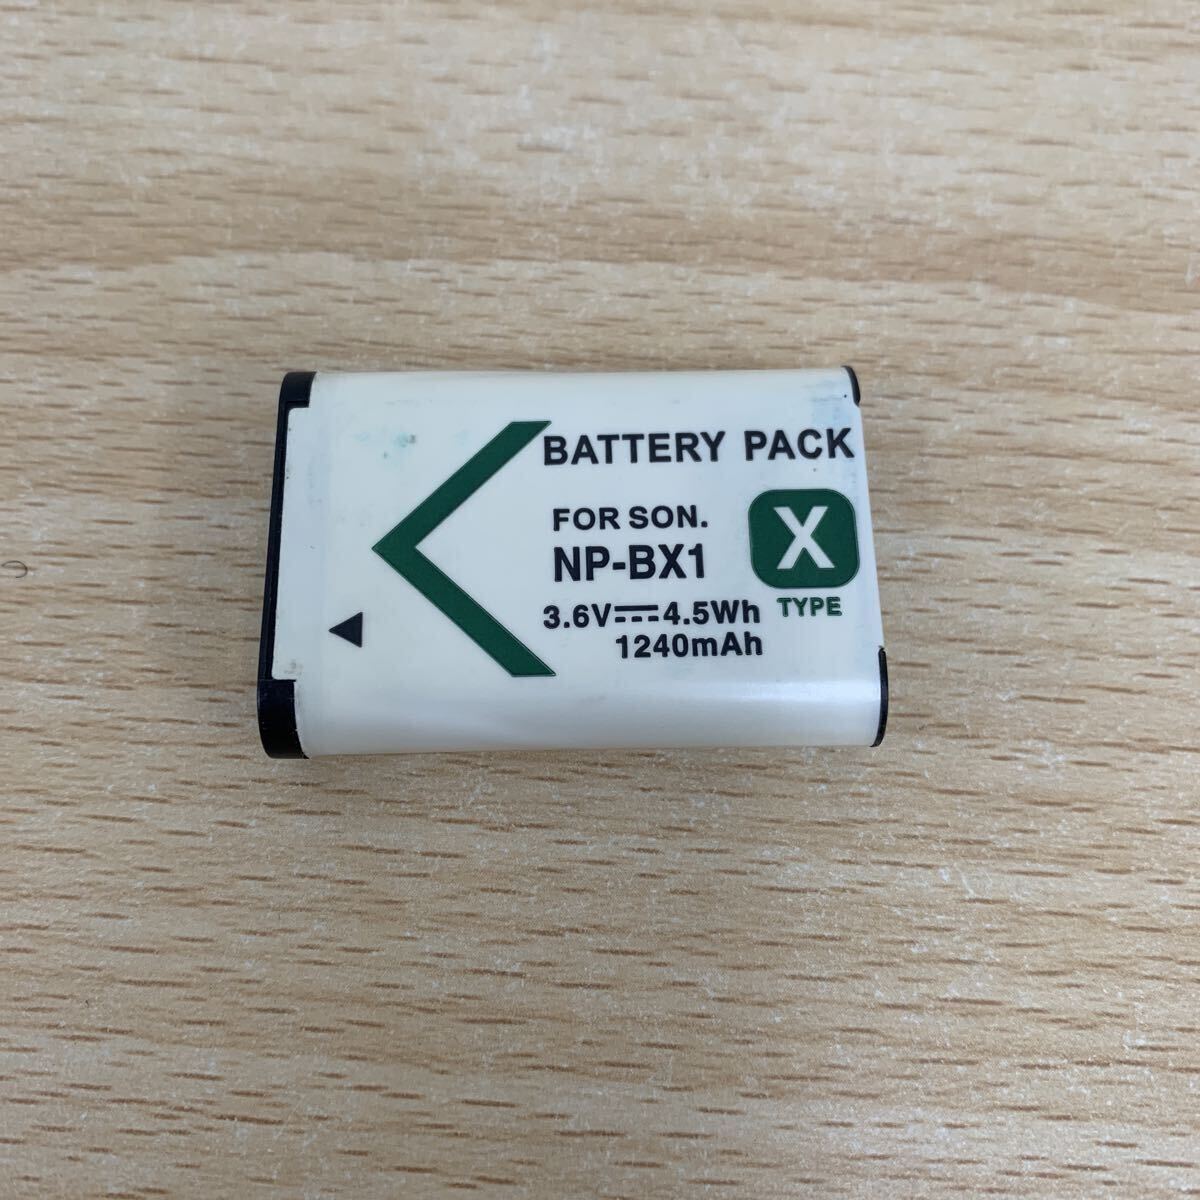 BATTERY PACK
FOR SON.
NP-BX1
X
TYPE
3.6V⎓4.5Wh
1240mAh